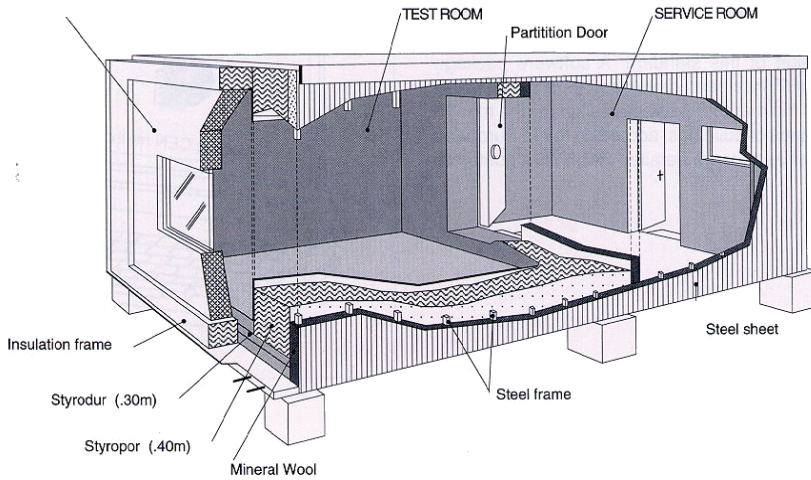 TEST ROOM
SERVICE ROOM
Partitition Door
Insulation frame
Steel sheet
Styrodur (.30m)
Steel frame
Styropor (.40m)
Mineral Wool